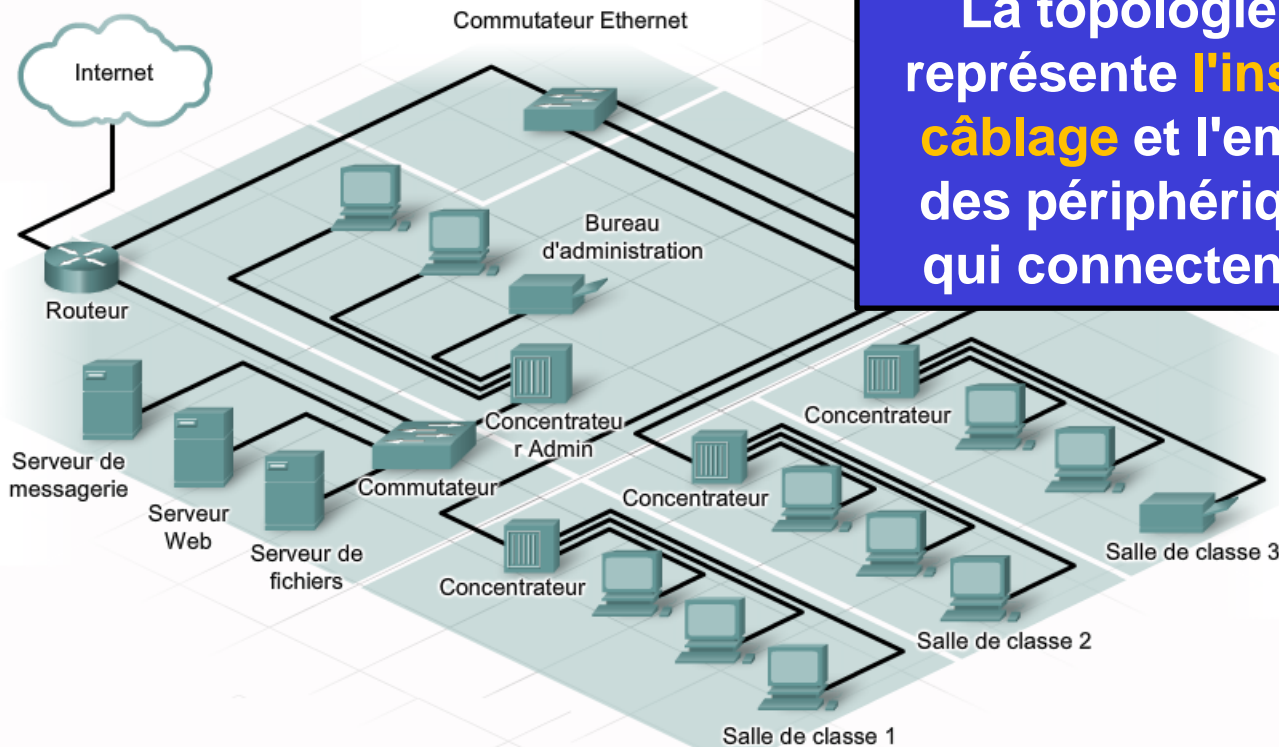 Commutateur Ethernet
Internet
La topologie
représente l'ins
câblage et l'en
des périphériq
qui connecten
Bureau
d'administration
Routeur
Concentrateu
r Admin
Concentrateur
Serveur de
messagerie
Commutateur
Concentrateur
Serveur
Web
Serveur de
fichiers
Concentrateur
Salle de classe 3
Salle de classe 2
Salle de classe 1